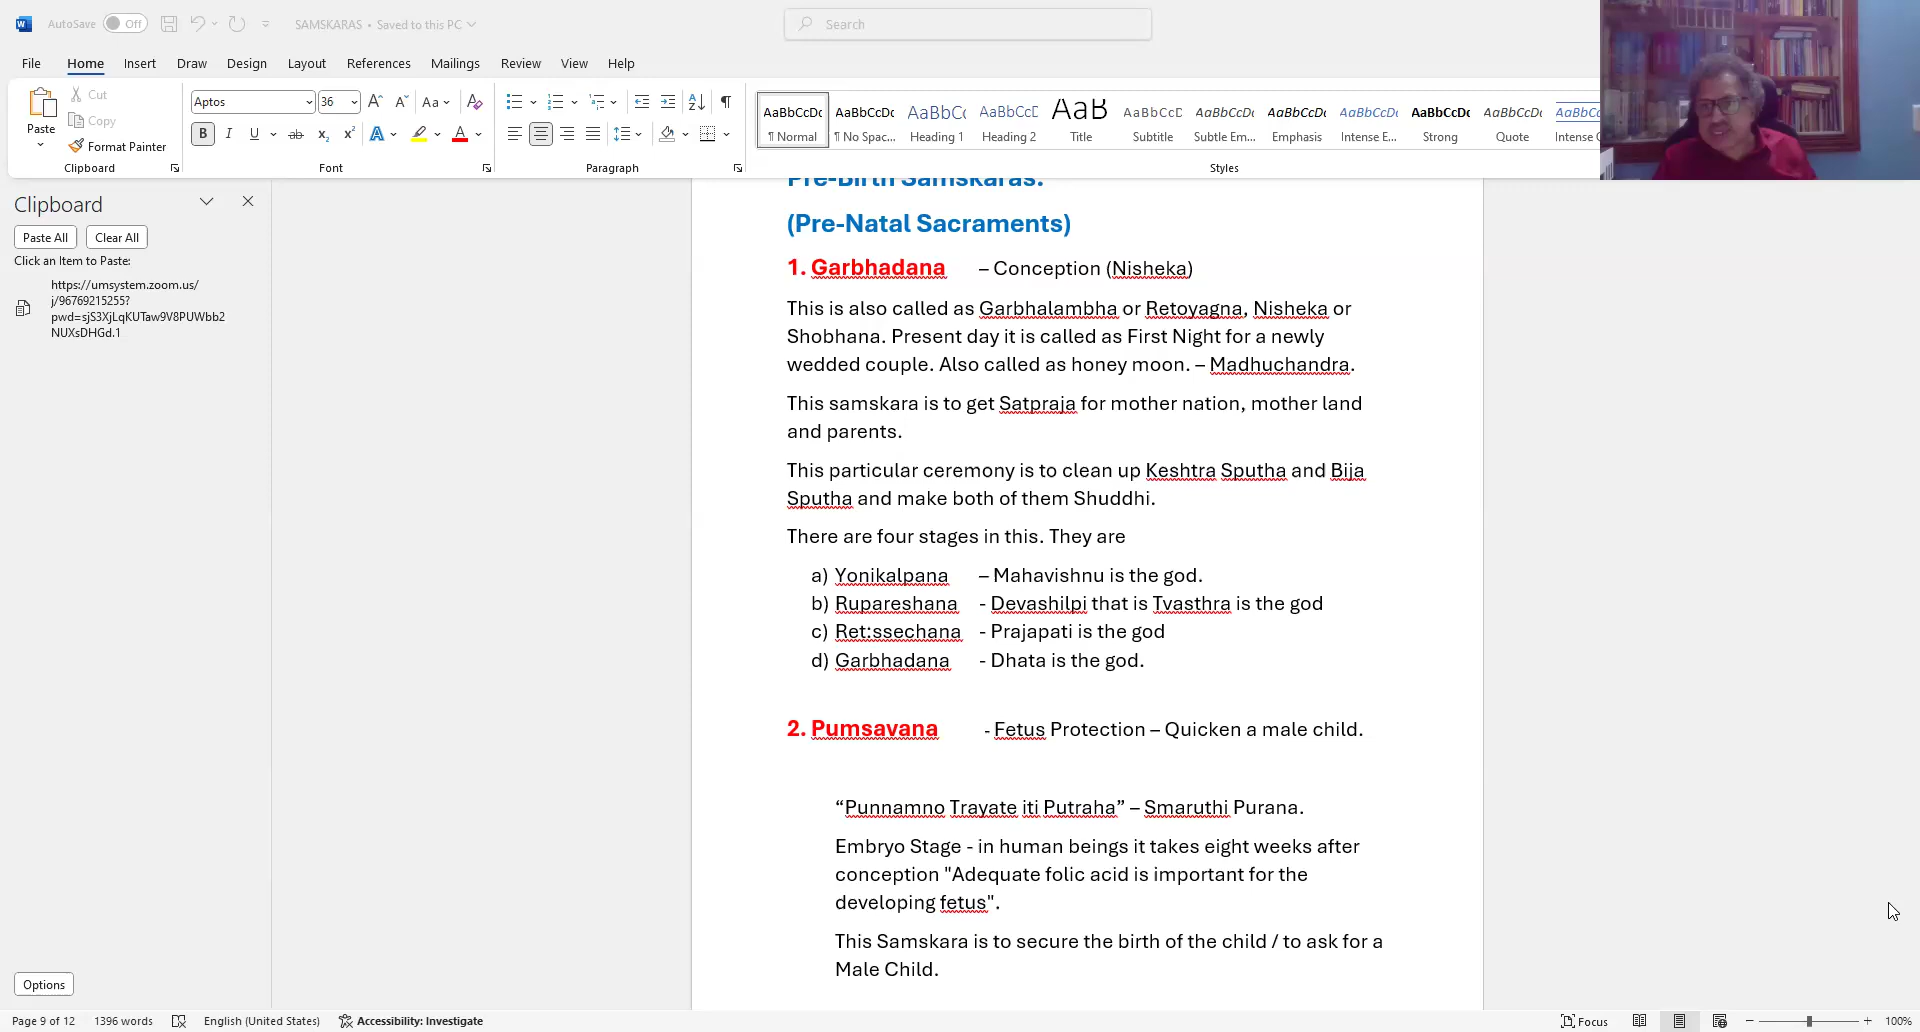 AutoSave Off SAMSKARAS • Saved to this PC Search
File Home Insert Draw Design Layout References Mailings Review View Help
Paste Cut Copy Format Painter
Aptos 36
AaBbCcDc AaBbCcDc AaBbC AaBbCcD AaB AaBbCcD AaBbCcDc AaBbCcDc AaBbCcDc AaBbCcDc AaBbCcDc
¶ Normal ¶ No Spac... Heading 1 Heading 2 Title Subtitle Subtle Em... Emphasis Intense E... Strong Quote Intense
Clipboard Font Paragraph Styles
Clipboard
Paste All Clear All
Click an Item to Paste:
https://umsystem.zoom.us/
j/96769215255?
pwd=sjS3XjLqKUTaw9V8PUWbb2
NUXsDHGd.1
Options
Pre-Birth Samskaras:
(Pre-Natal Sacraments)
1. Garbhadana – Conception (Nisheka)
This is also called as Garbhalambha or Retoyagna, Nisheka or
Shobhana. Present day it is called as First Night for a newly
wedded couple. Also called as honey moon. – Madhuchandra.
This samskara is to get Satpraja for mother nation, mother land
and parents.
This particular ceremony is to clean up Keshtra Sputha and Bija
Sputha and make both of them Shuddhi.
There are four stages in this. They are
a) Yonikalpana – Mahavishnu is the god.
b) Rupareshana - Devashilpi that is Tvasthra is the god
c) Ret:ssechana - Prajapati is the god
d) Garbhadana - Dhata is the god.
2. Pumsavana - Fetus Protection – Quicken a male child.
“Punnamno Trayate iti Putraha” – Smaruthi Purana.
Embryo Stage - in human beings it takes eight weeks after
conception "Adequate folic acid is important for the
developing fetus".
This Samskara is to secure the birth of the child / to ask for a
Male Child.
Page 9 of 12 1396 words English (United States) Accessibility: Investigate Focus 100%